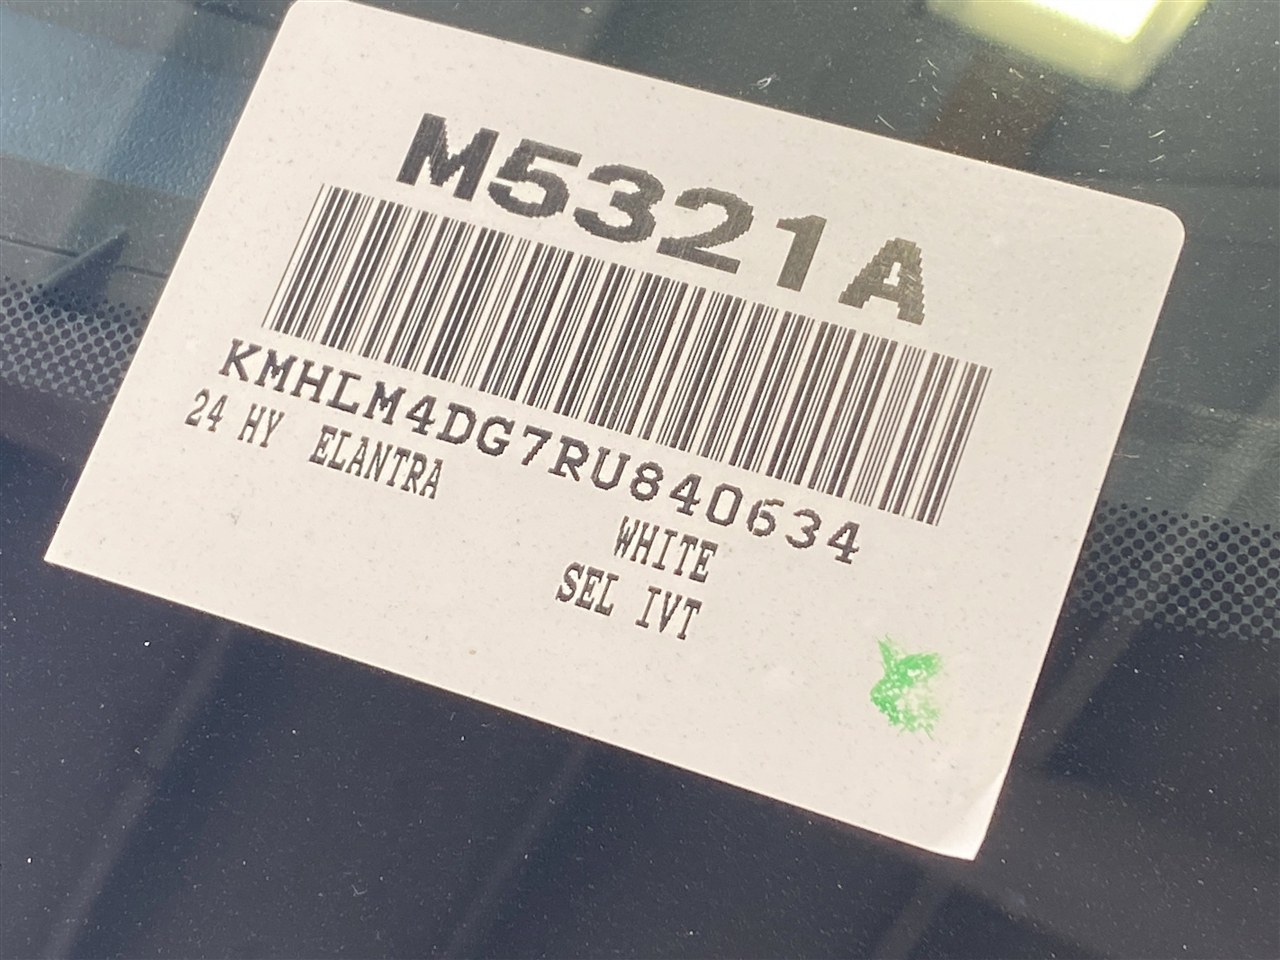 M5321A
KMHLM4DG7RU840634
24 HY ELANTRA
WHITE
SEL IVT